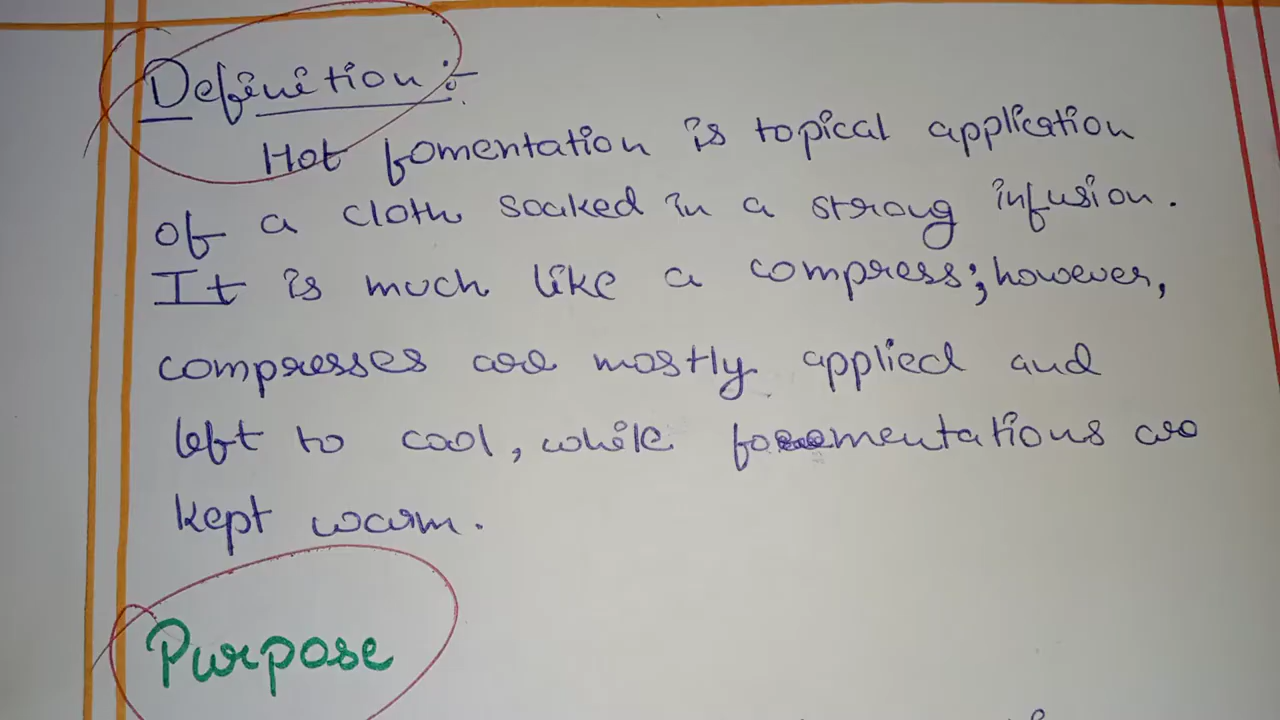 Definition :-
Hot fomentation is topical application
of a cloth soaked in a strong infusion.
It is much like a compress; however,
compresses are mostly applied and
left to cool, while fomentations are
kept warm.
Purpose